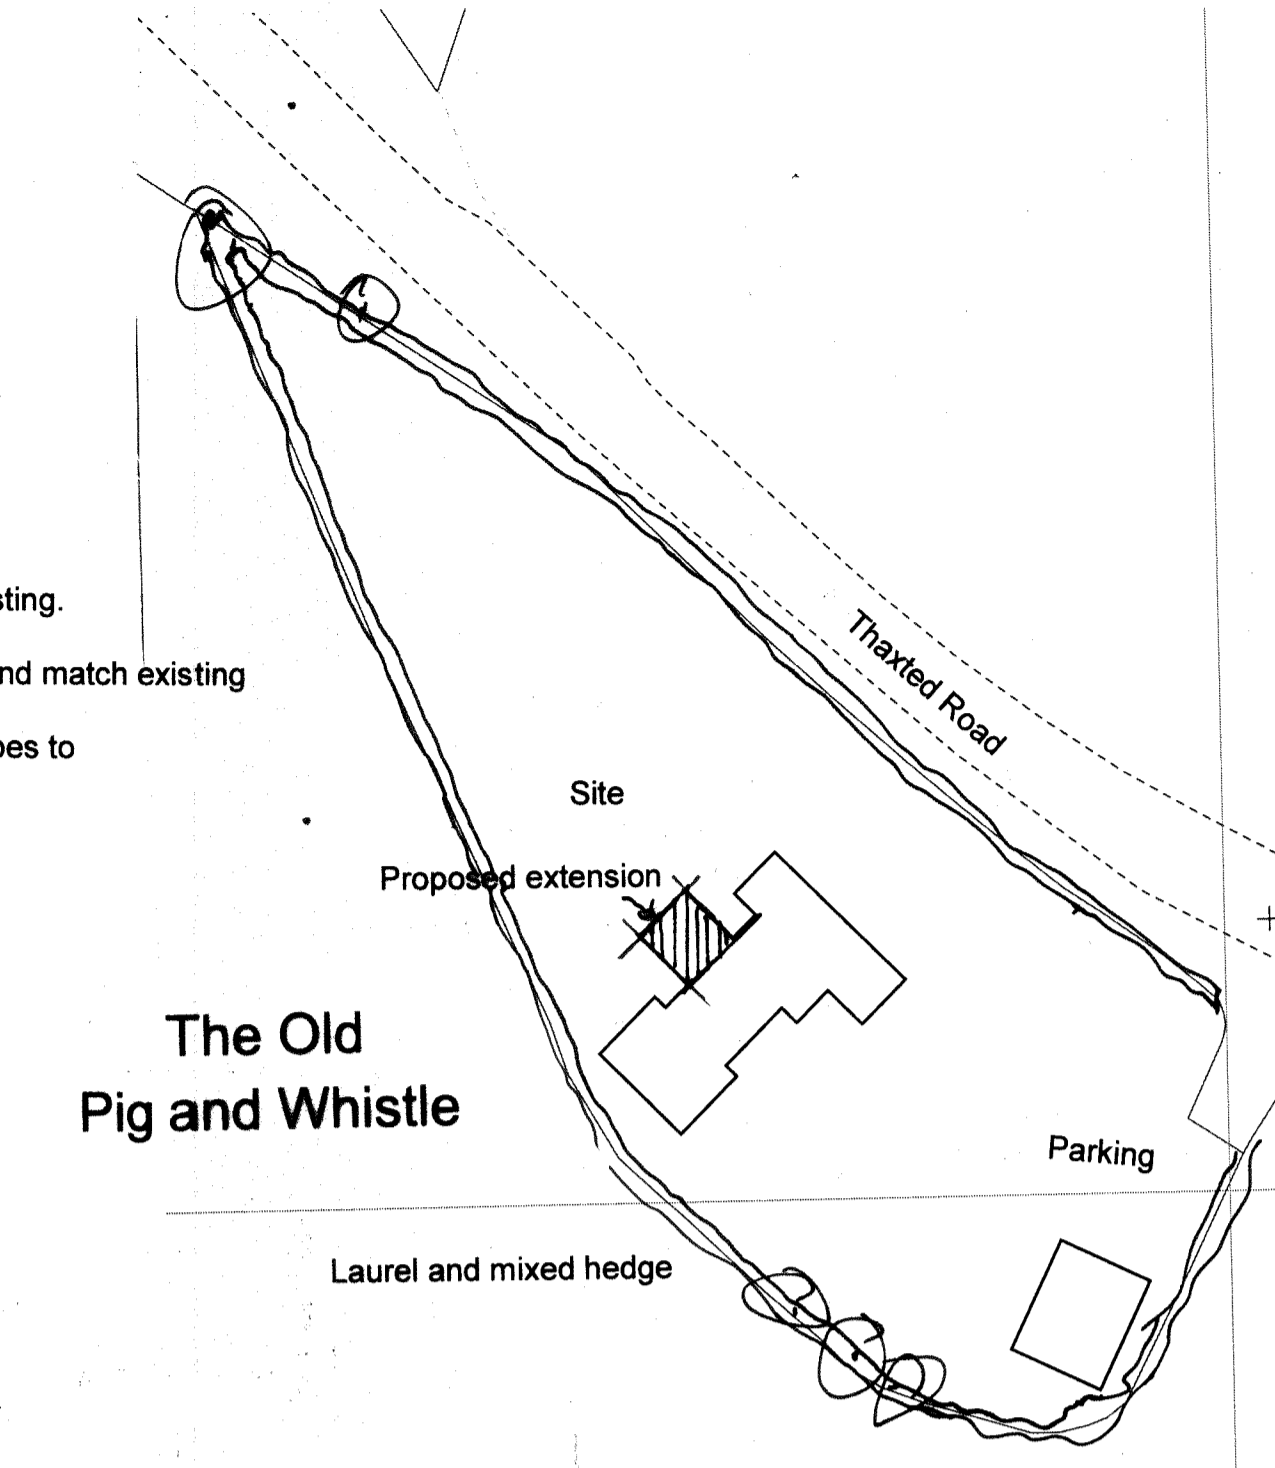 sting.
nd match existing
pes to
Thaxted Road
Site
Proposed extension
The Old
Pig and Whistle
Parking
Laurel and mixed hedge